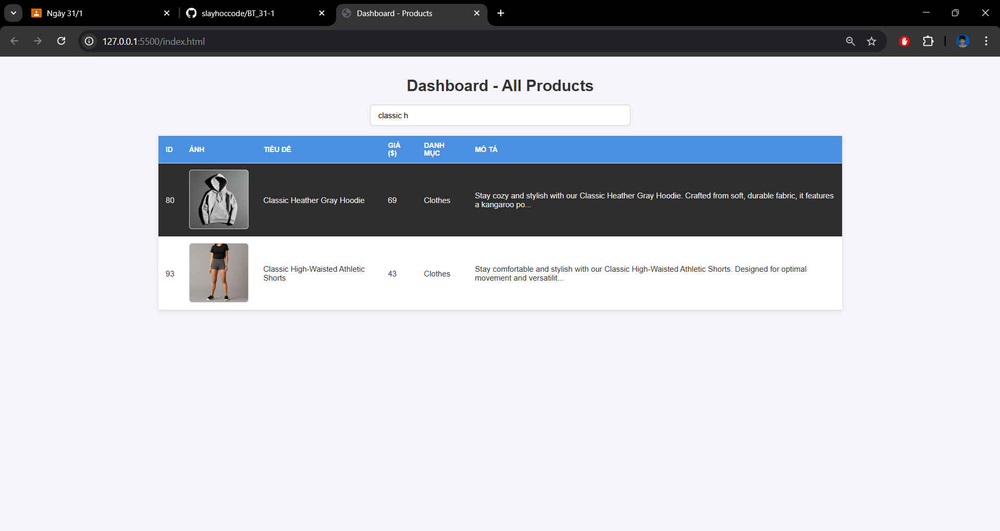 Ngày 31/1
slayhoccode/BT_31-1
Dashboard - Products
127.0.0.1:5500/index.html
Dashboard - All Products
classic h
ID
ẢNH
TIÊU ĐỀ
GIÁ
($)
DANH
MỤC
MÔ TẢ
80
Classic Heather Gray Hoodie
69
Clothes
Stay cozy and stylish with our Classic Heather Gray Hoodie. Crafted from soft, durable fabric, it features
a kangaroo po...
93
Classic High-Waisted Athletic
Shorts
43
Clothes
Stay comfortable and stylish with our Classic High-Waisted Athletic Shorts. Designed for optimal
movement and versatilit...